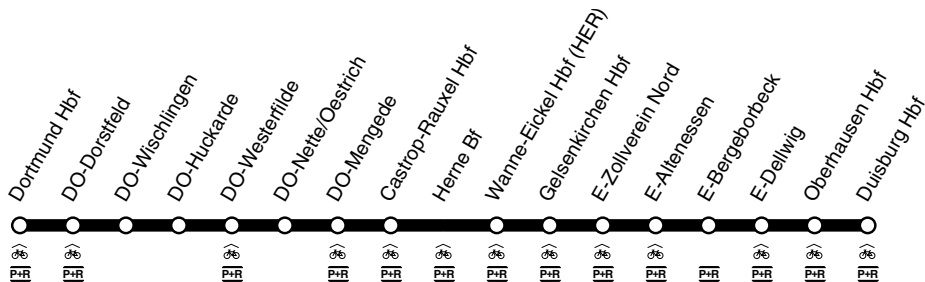 Dortmund Hbf
DO-Dorstfeld
DO-Wischlingen
DO-Huckarde
DO-Westerfilde
DO-Nette/Oestrich
DO-Mengede
Castrop-Rauxel Hbf
Herne Bf
Wanne-Eickel Hbf (HER)
Gelsenkirchen Hbf
E-Zollverein Nord
E-Altenessen
E-Bergeborbeck
E-Dellwig
Oberhausen Hbf
Duisburg Hbf
P+R P+R P+R P+R P+R P+R P+R P+R P+R P+R P+R P+R P+R P+R